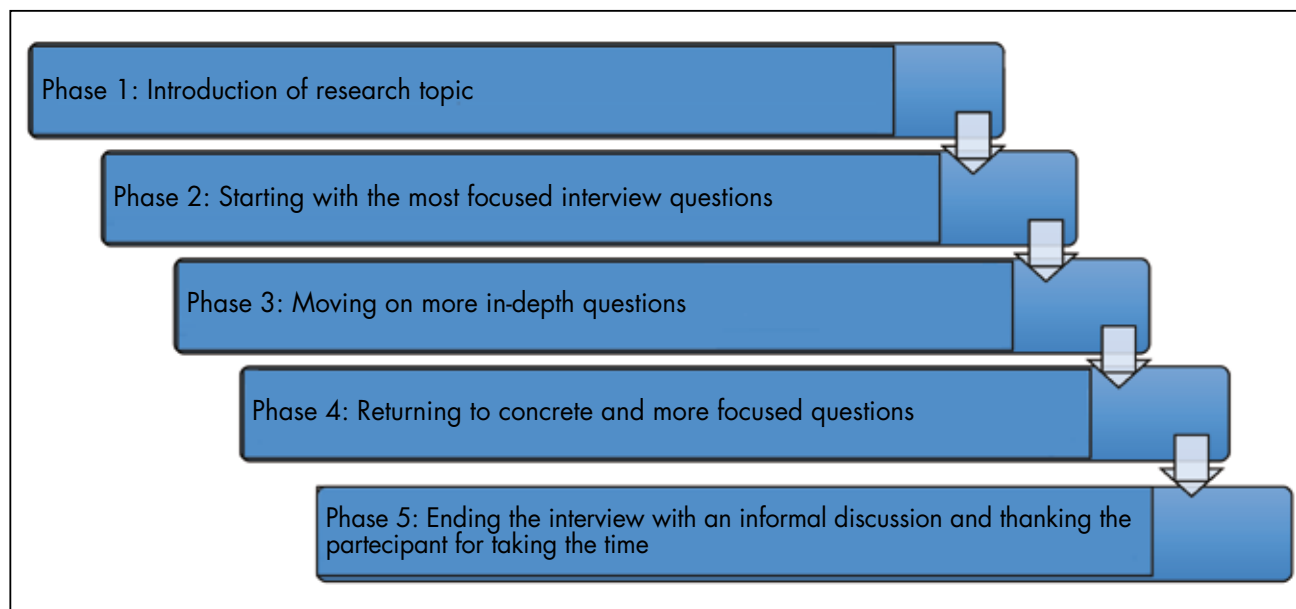 Phase 1: Introduction of research topic
Phase 2: Starting with the most focused interview questions
Phase 3: Moving on more in-depth questions
Phase 4: Returning to concrete and more focused questions
Phase 5: Ending the interview with an informal discussion and thanking the
partecipant for taking the time